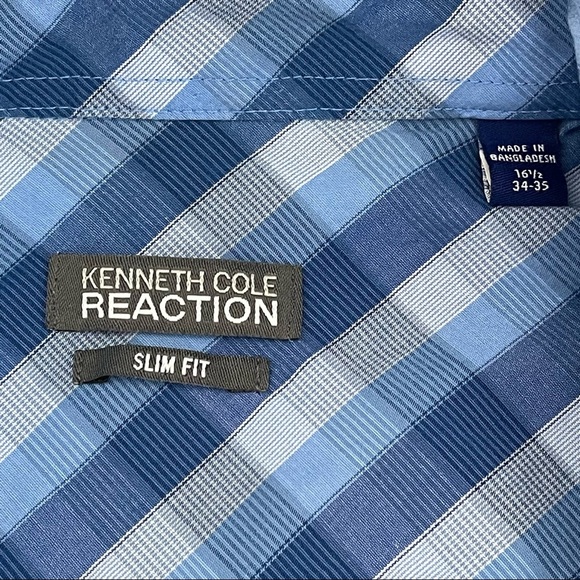 MADE IN
BANGLADESH
16½
34-35
KENNETH COLE
REACTION
SLIM FIT